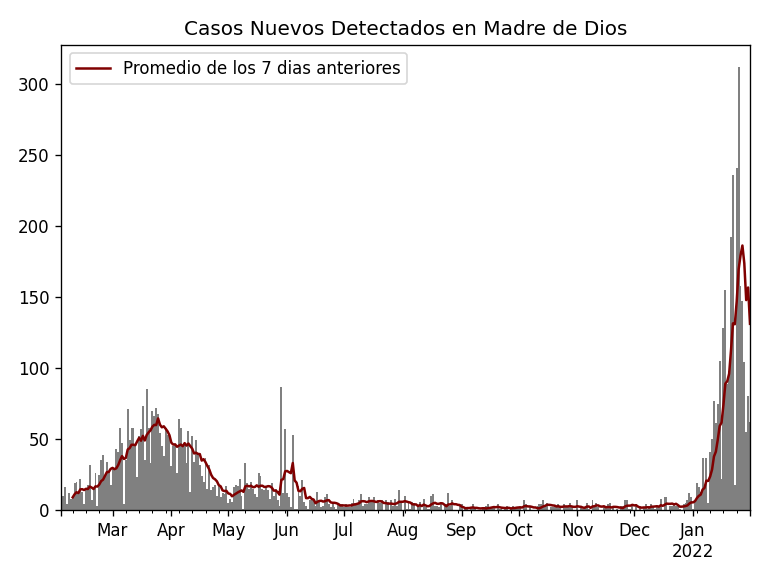 Casos Nuevos Detectados en Madre de Dios
Promedio de los 7 dias anteriores
300
250
200
150
100
50
0
Mar Apr May Jun Jul Aug Sep Oct Nov Dec Jan
2022